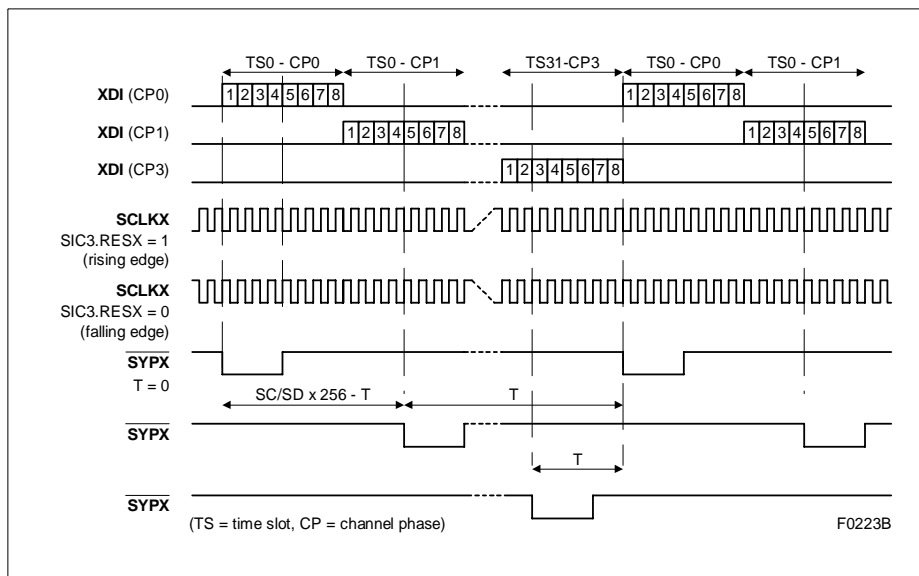 TS0 - CP0 TS0 - CP1 TS31-CP3 TS0 - CP0 TS0 - CP1
XDI (CP0) 1 2 3 4 5 6 7 8 1 2 3 4 5 6 7 8
XDI (CP1) 1 2 3 4 5 6 7 8 1 2 3 4 5 6 7 8
XDI (CP3) 1 2 3 4 5 6 7 8
SCLKX
SIC3.RESX = 1
(rising edge)
SCLKX
SIC3.RESX = 0
(falling edge)
SYPX
T = 0
SC/SD x 256 - T T
SYPX
T
SYPX
(TS = time slot, CP = channel phase) F0223B